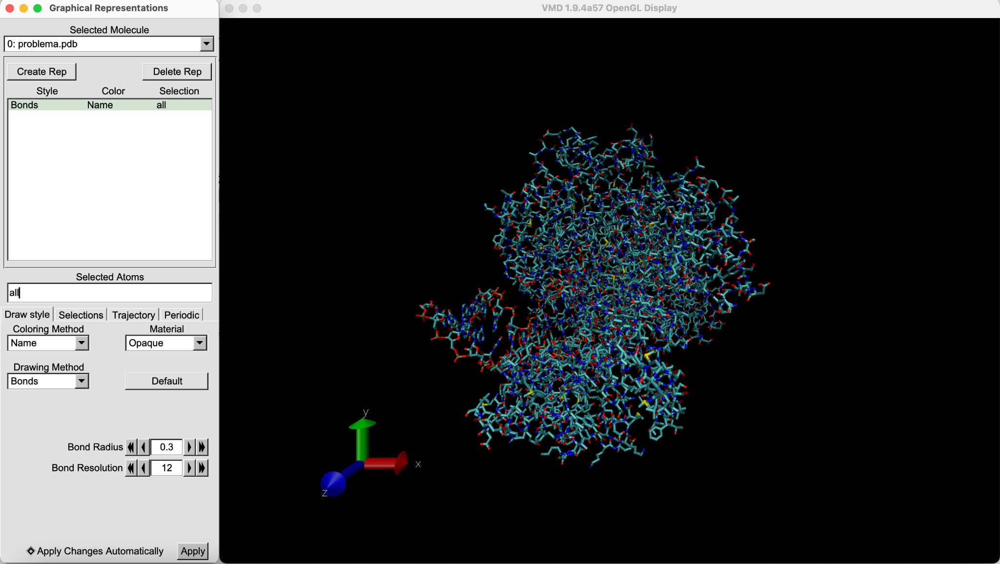 Graphical Representations
VMD 1.9.4a57 OpenGL Display
Selected Molecule
0: problema.pdb
Create Rep Delete Rep
Style Color Selection
Bonds Name all
Selected Atoms
all
Draw style Selections Trajectory Periodic
Coloring Method Material
Name Opaque
Drawing Method
Bonds Default
Bond Radius 0.3
Bond Resolution 12
Apply Changes Automatically Apply
y
x
z